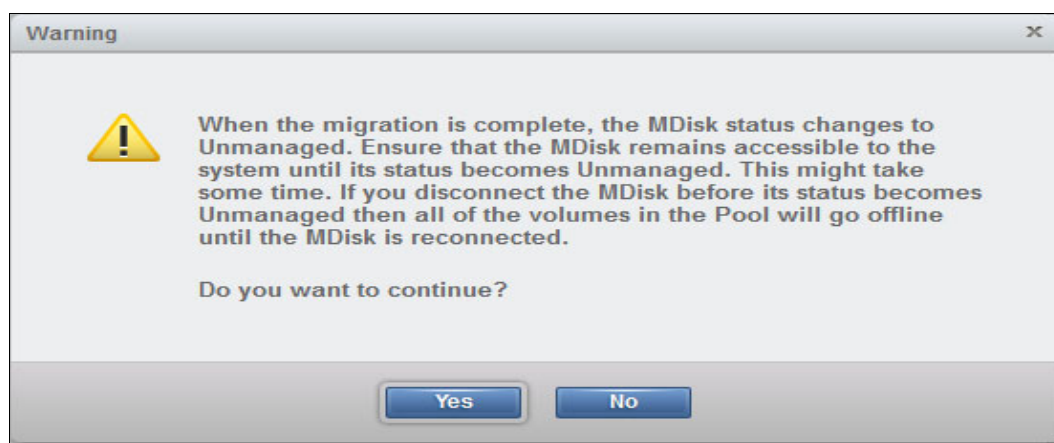 Warning
x
When the migration is complete, the MDisk status changes to
Unmanaged. Ensure that the MDisk remains accessible to the
system until its status becomes Unmanaged. This might take
some time. If you disconnect the MDisk before its status becomes
Unmanaged then all of the volumes in the Pool will go offline
until the MDisk is reconnected.
Do you want to continue?
Yes
No